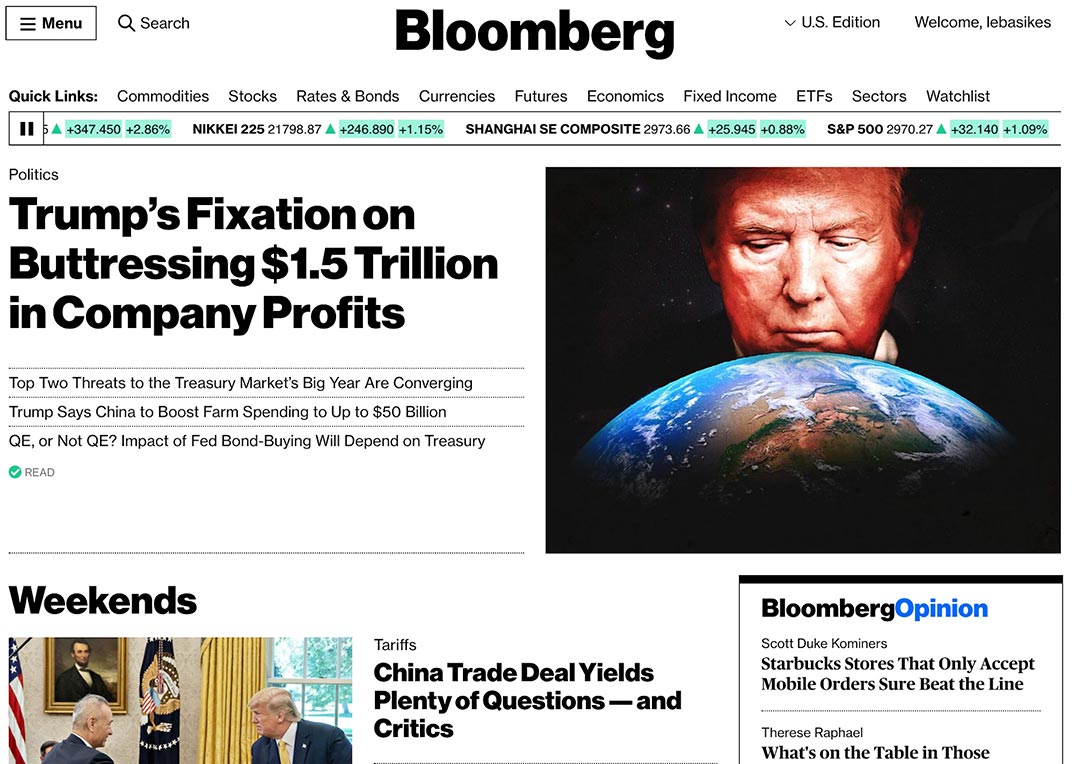 Menu
Search
Bloomberg
U.S. Edition
Welcome, lebasikes
Quick Links: Commodities Stocks Rates & Bonds Currencies Futures Economics Fixed Income ETFs Sectors Watchlist
5 +347.450 +2.86% NIKKEI 225 21798.87 +246.890 +1.15% SHANGHAI SE COMPOSITE 2973.66 +25.945 +0.88% S&P 500 2970.27 +32.140 +1.09%
Politics
Trump’s Fixation on
Buttressing $1.5 Trillion
in Company Profits
Top Two Threats to the Treasury Market’s Big Year Are Converging
Trump Says China to Boost Farm Spending to Up to $50 Billion
QE, or Not QE? Impact of Fed Bond-Buying Will Depend on Treasury
READ
Weekends
Tariffs
China Trade Deal Yields
Plenty of Questions — and
Critics
BloombergOpinion
Scott Duke Kominers
Starbucks Stores That Only Accept
Mobile Orders Sure Beat the Line
Therese Raphael
What's on the Table in Those